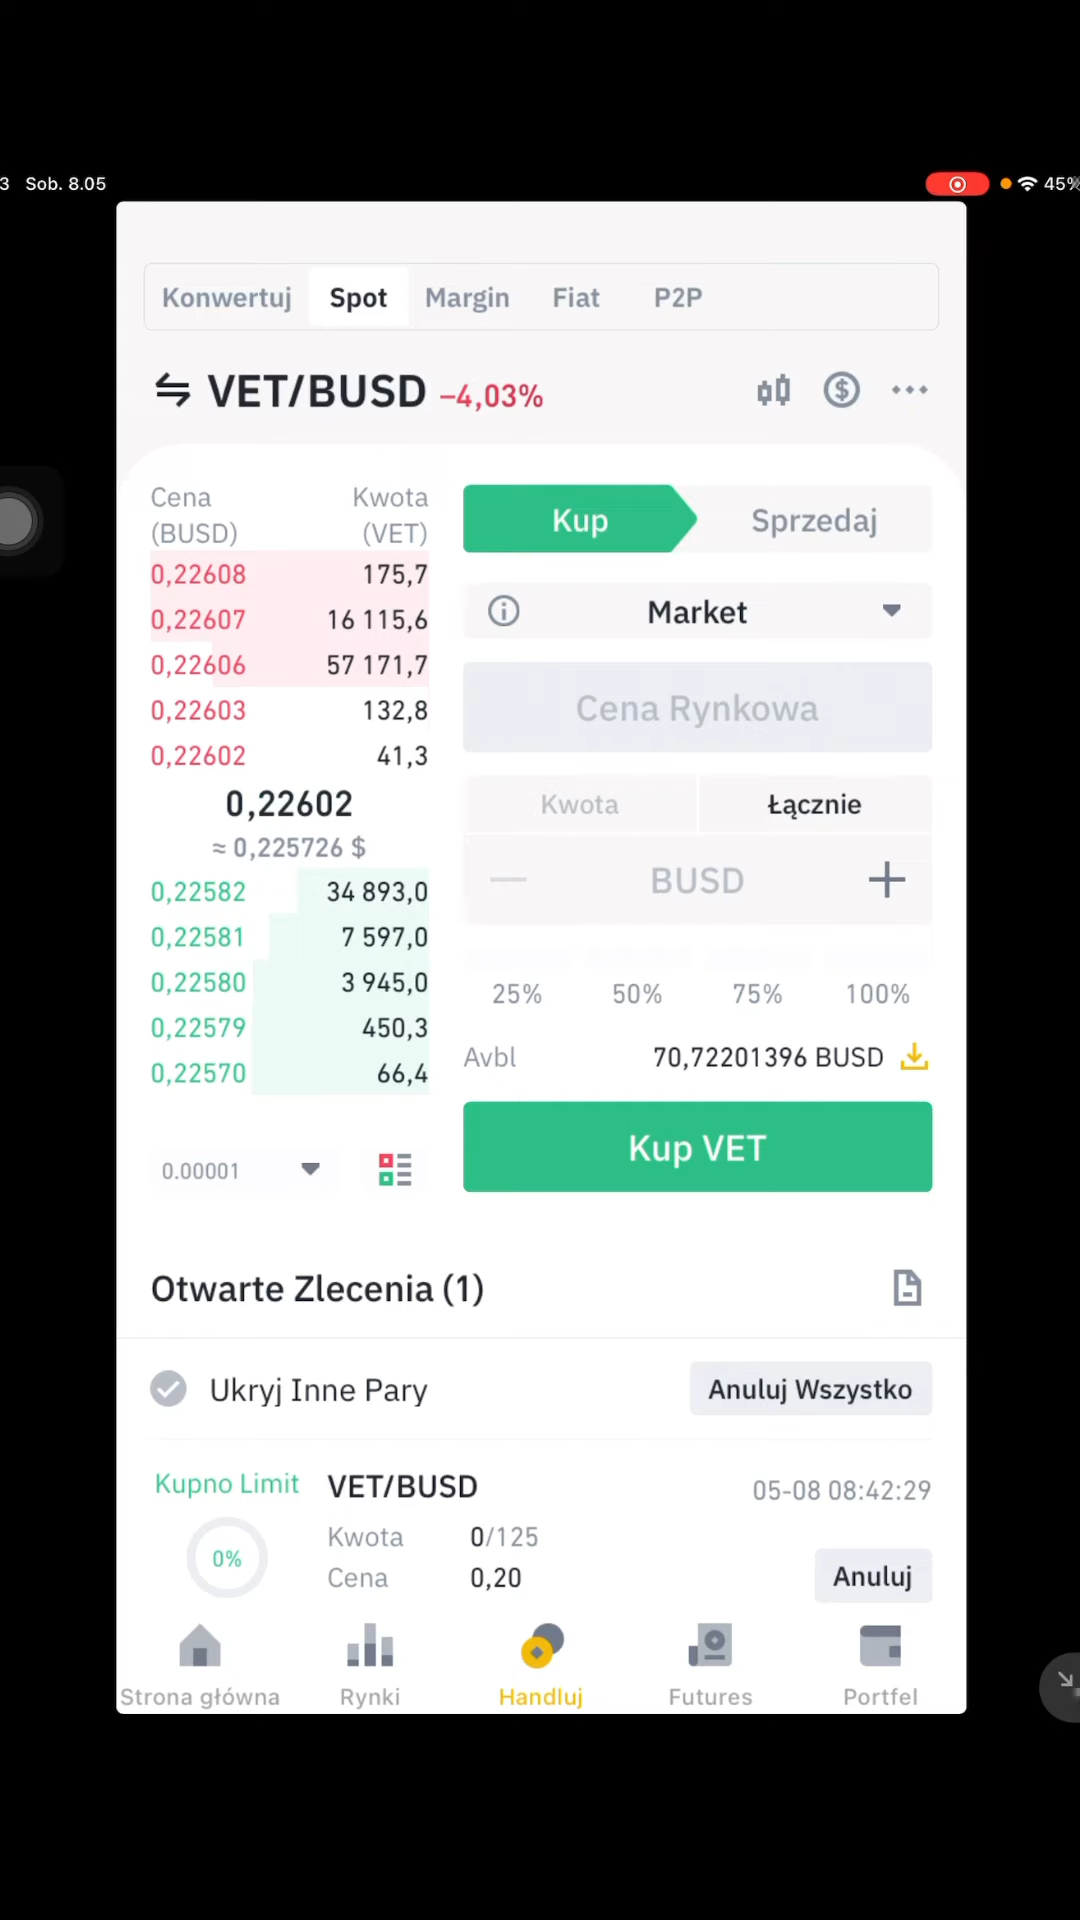 3 Sob. 8.05 45%
Konwertuj Spot Margin Fiat P2P
VET/BUSD –4,03%
Cena Kwota
(BUSD) (VET)
0,22608 175,7
0,22607 16 115,6
0,22606 57 171,7
0,22603 132,8
0,22602 41,3
0,22602
≈ 0,225726 $
0,22582 34 893,0
0,22581 7 597,0
0,22580 3 945,0
0,22579 450,3
0,22570 66,4
0.00001
Kup Sprzedaj
Market
Cena Rynkowa
Kwota Łącznie
— BUSD +
25% 50% 75% 100%
Avbl 70,72201396 BUSD
Kup VET
Otwarte Zlecenia (1)
Ukryj Inne Pary Anuluj Wszystko
Kupno Limit VET/BUSD 05-08 08:42:29
Kwota 0/125
0%
Cena 0,20 Anuluj
Strona główna Rynki Handluj Futures Portfel